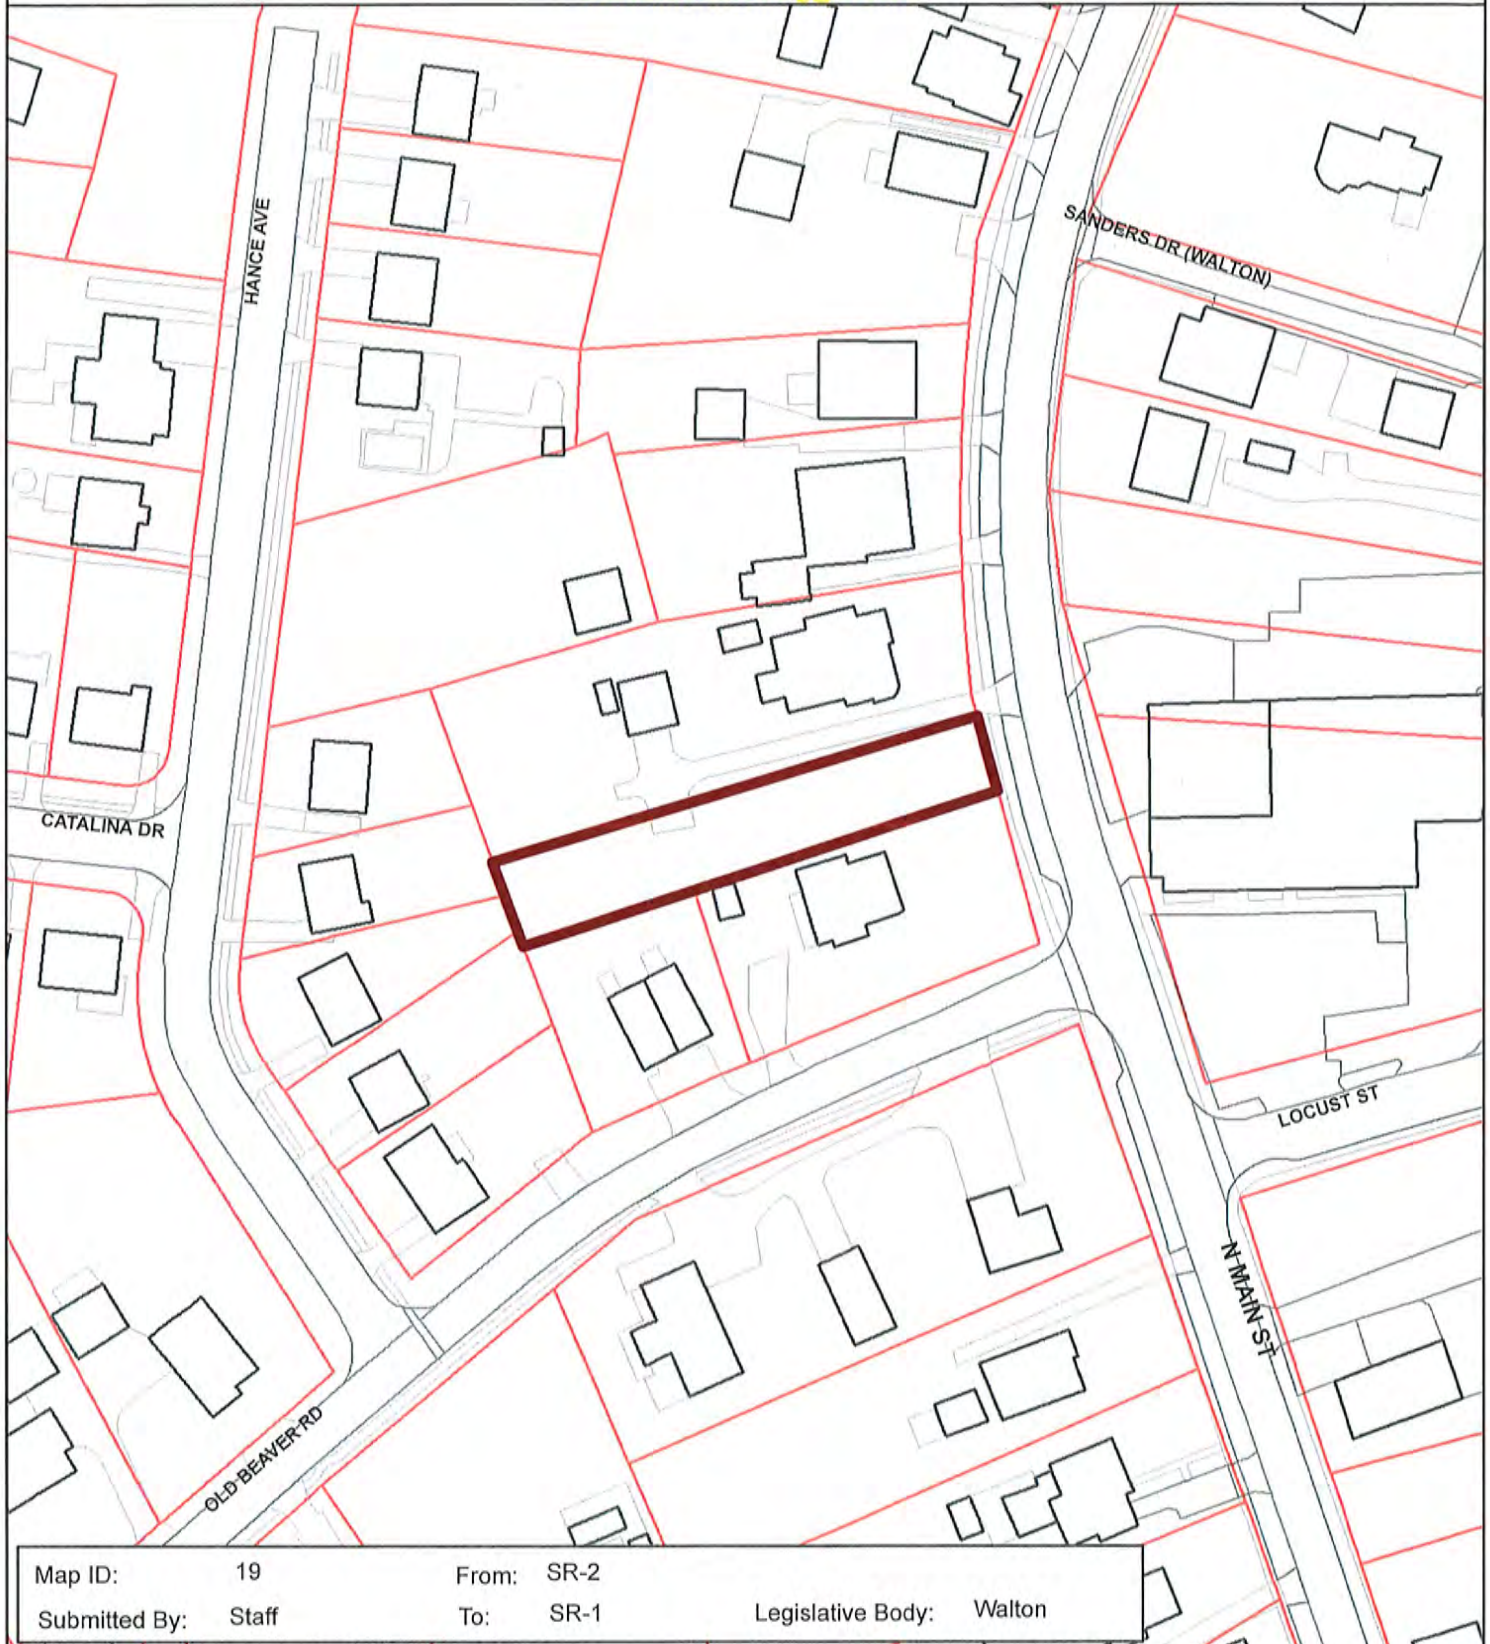 HANCE AVE
SANDERS DR (WALTON)
CATALINA DR
LOCUST ST
N MAIN ST
OLD BEAVER RD
Map ID: 19 From: SR-2
Submitted By: Staff To: SR-1 Legislative Body: Walton